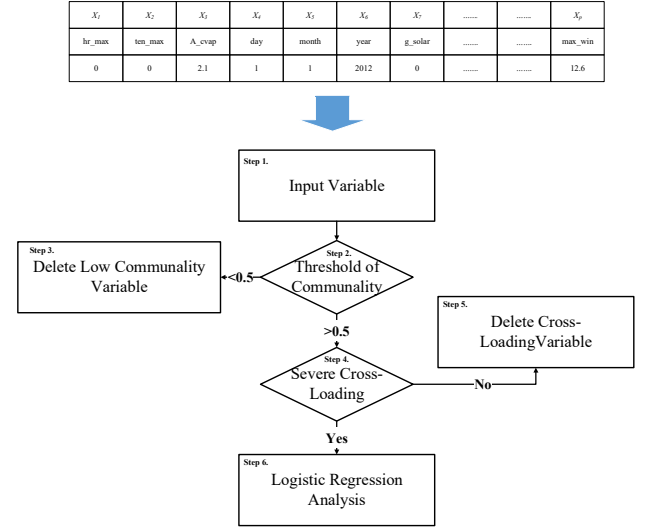 X₁ X₂ X₃ X₄ X₅ X₆ X₇ ....... ....... Xₚ
hr_max ten_max A_cvap day month year g_solar ....... ....... max_win
0 0 2.1 1 1 2012 0 ....... ....... 12.6
Step 1.
Input Variable
Step 2.
Threshold of
Communality
Step 3.
Delete Low Communality
Variable
<0.5
>0.5
Step 4.
Severe Cross-
Loading
Step 5.
Delete Cross-
LoadingVariable
No
Yes
Step 6.
Logistic Regression
Analysis